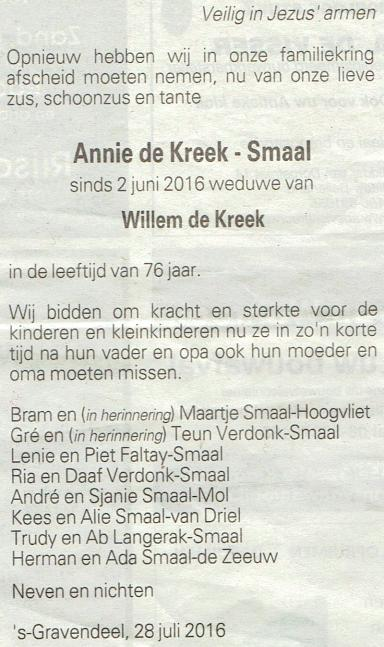 Veilig in Jezus' armen
Opnieuw hebben wij in onze familiekring
afscheid moeten nemen, nu van onze lieve
zus, schoonzus en tante
Annie de Kreek - Smaal
sinds 2 juni 2016 weduwe van
Willem de Kreek
in de leeftijd van 76 jaar.
Wij bidden om kracht en sterkte voor de
kinderen en kleinkinderen nu ze in zo'n korte
tijd na hun vader en opa ook hun moeder en
oma moeten missen.
Bram en (in herinnering) Maartje Smaal-Hoogvliet
Gré en (in herinnering) Teun Verdonk-Smaal
Lenie en Piet Faltay-Smaal
Ria en Daaf Verdonk-Smaal
André en Sjanie Smaal-Mol
Kees en Alie Smaal-van Driel
Trudy en Ab Langerak-Smaal
Herman en Ada Smaal-de Zeeuw
Neven en nichten
's-Gravendeel, 28 juli 2016